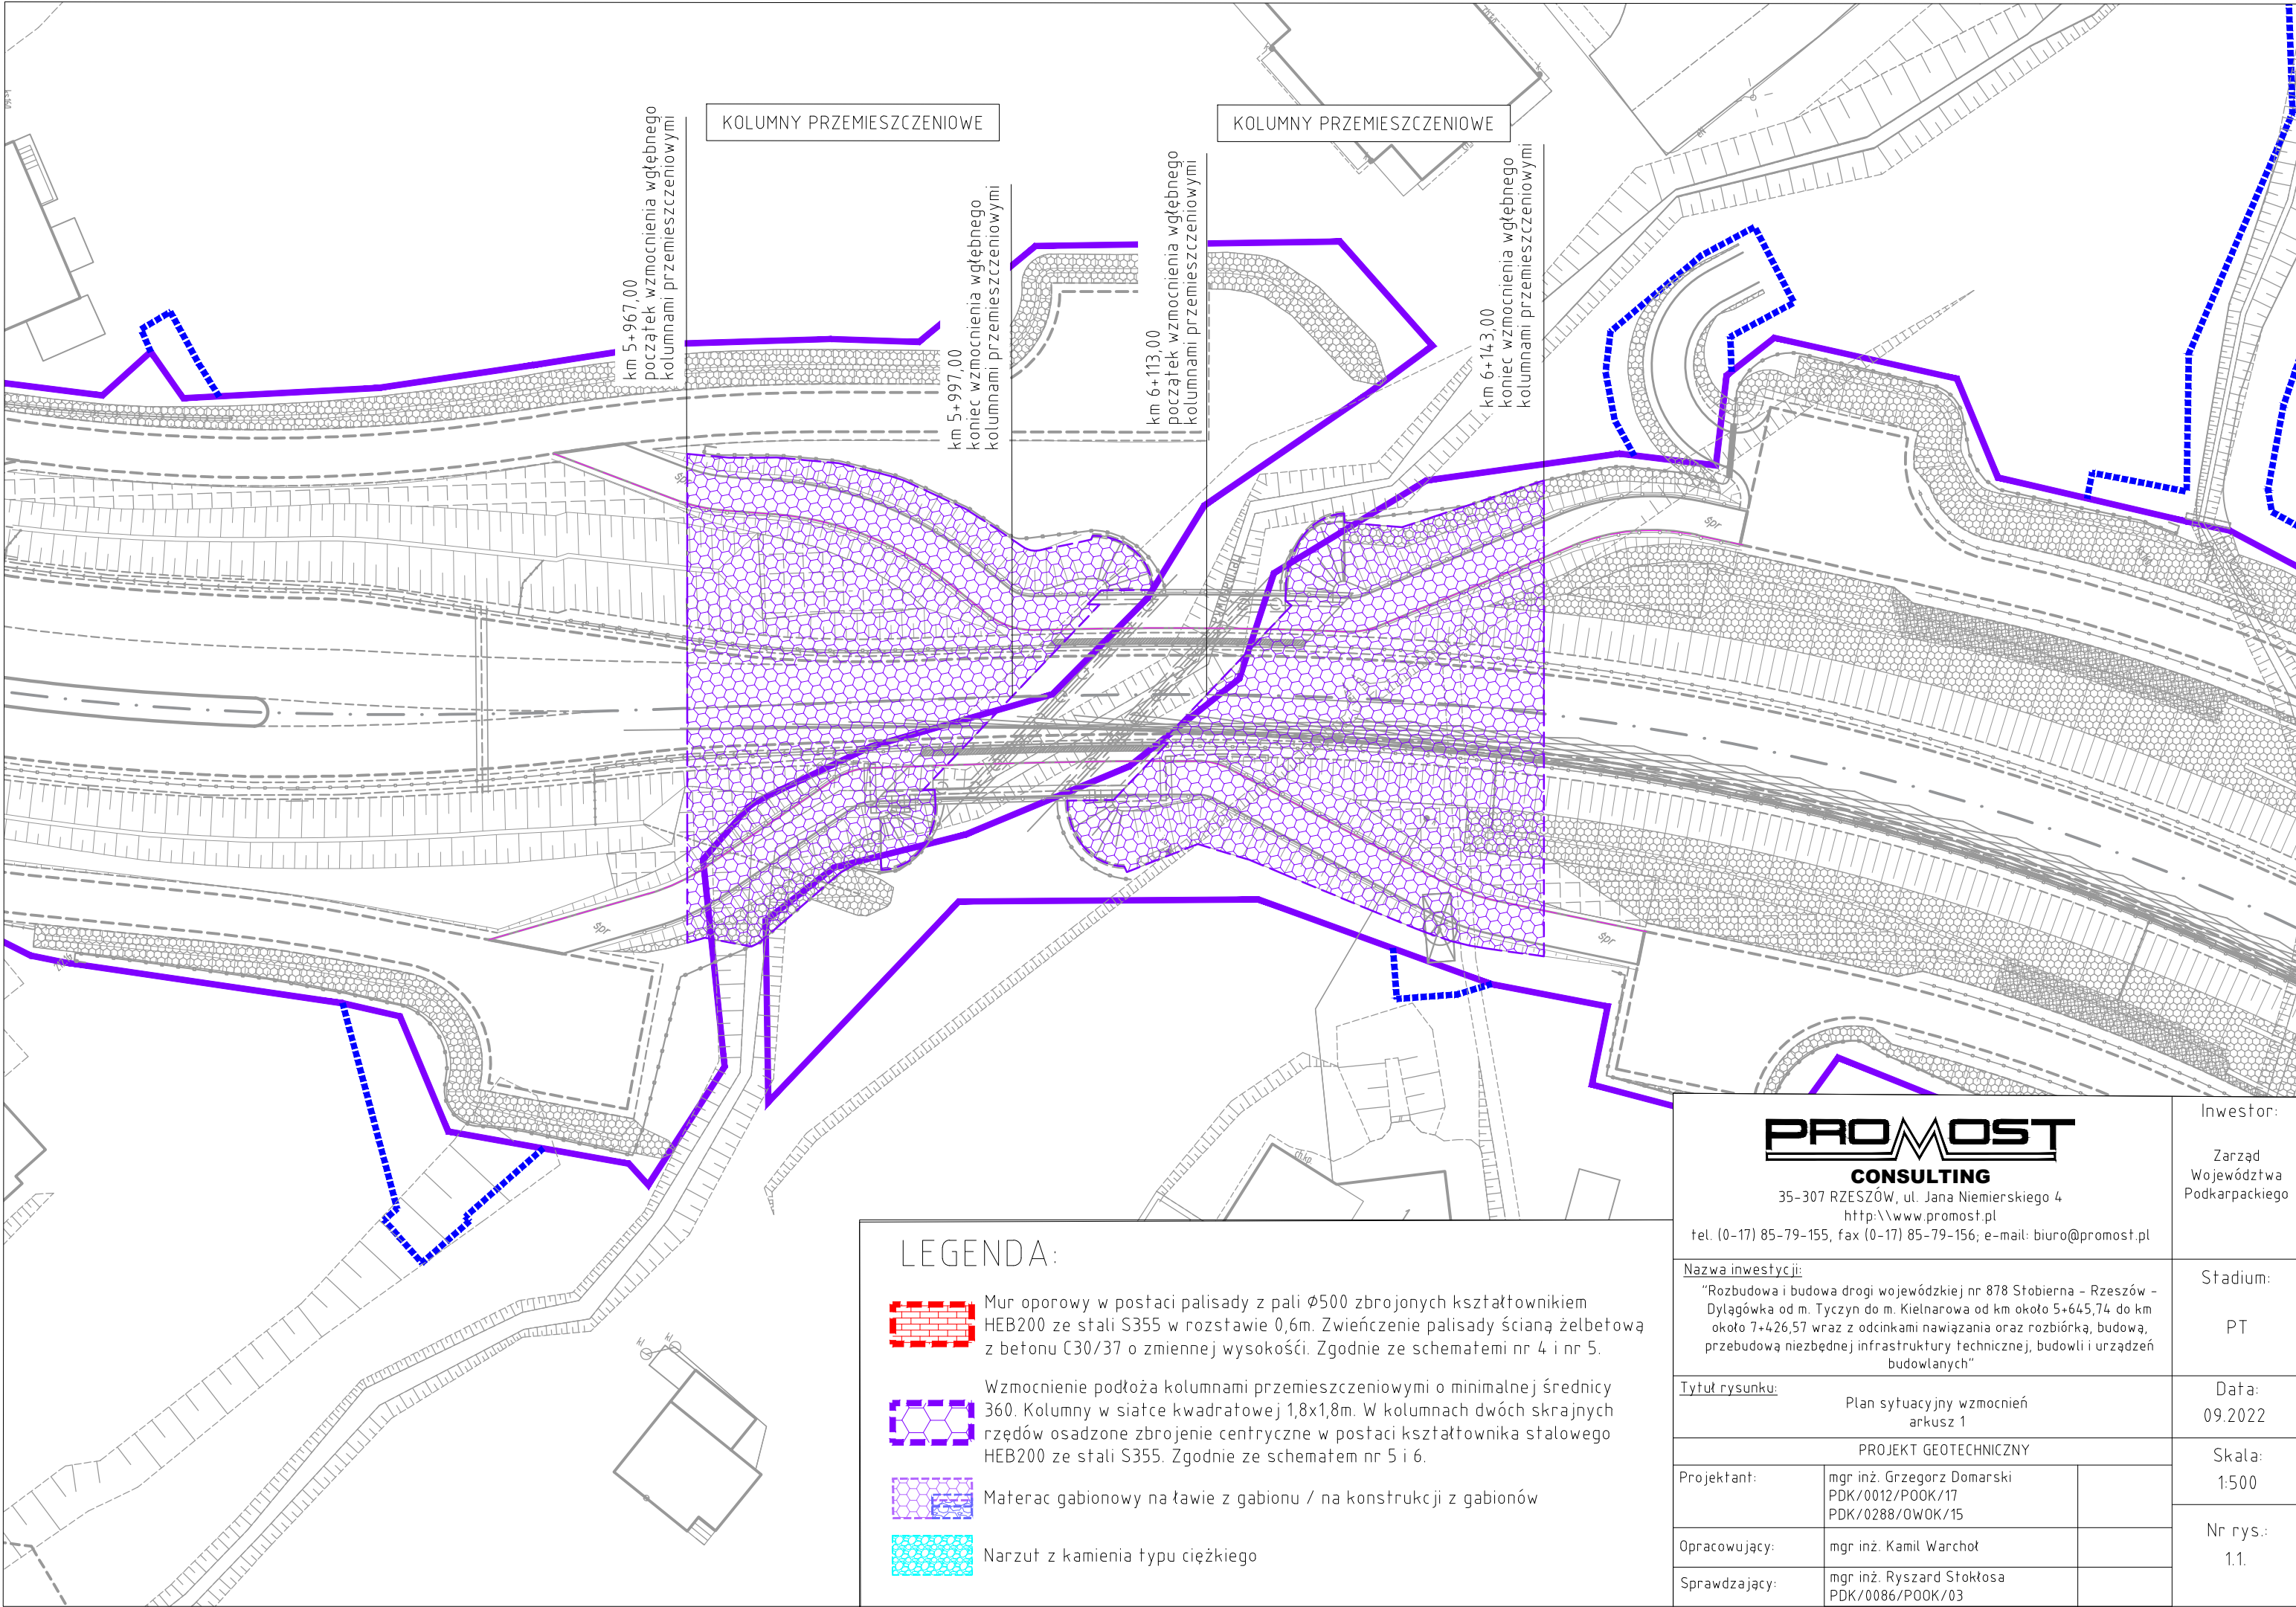 KOLUMNY PRZEMIESZCZENIOWE
KOLUMNY PRZEMIESZCZENIOWE
km 5+967,00
początek wzmocnienia wgłębnego
kolumnami przemieszczeniowymi
km 5+997,00
koniec wzmocnienia wgłębnego
kolumnami przemieszczeniowymi
km 6+113,00
początek wzmocnienia wgłębnego
kolumnami przemieszczeniowymi
km 6+143,00
koniec wzmocnienia wgłębnego
kolumnami przemieszczeniowymi
śpr
śpr
śpr
śpr
ch.kp
kl
kl
LEGENDA:
Mur oporowy w postaci palisady z pali Ø500 zbrojonych kształtownikiem
HEB200 ze stali S355 w rozstawie 0,6m. Zwieńczenie palisady ścianą żelbetową
z betonu C30/37 o zmiennej wysokośći. Zgodnie ze schematemi nr 4 i nr 5.
Wzmocnienie podłoża kolumnami przemieszczeniowymi o minimalnej średnicy
360. Kolumny w siatce kwadratowej 1,8x1,8m. W kolumnach dwóch skrajnych
rzędów osadzone zbrojenie centryczne w postaci kształtownika stalowego
HEB200 ze stali S355. Zgodnie ze schematem nr 5 i 6.
Materac gabionowy na ławie z gabionu / na konstrukcji z gabionów
Narzut z kamienia typu ciężkiego
PROMOST
CONSULTING
35-307 RZESZÓW, ul. Jana Niemierskiego 4
http:\\www.promost.pl
tel. (0-17) 85-79-155, fax (0-17) 85-79-156; e-mail: biuro@promost.pl
Inwestor:
Zarząd
Województwa
Podkarpackiego
Nazwa inwestycji:
"Rozbudowa i budowa drogi wojewódzkiej nr 878 Stobierna - Rzeszów -
Dylągówka od m. Tyczyn do m. Kielnarowa od km około 5+645,74 do km
około 7+426,57 wraz z odcinkami nawiązania oraz rozbiórką, budową,
przebudową niezbędnej infrastruktury technicznej, budowli i urządzeń
budowlanych"
Stadium:
PT
Tytuł rysunku:
Plan sytuacyjny wzmocnień
arkusz 1
Data:
09.2022
PROJEKT GEOTECHNICZNY
Skala:
1:500
Projektant:
mgr inż. Grzegorz Domarski
PDK/0012/POOK/17
PDK/0288/OWOK/15
Opracowujący:
mgr inż. Kamil Warchoł
Nr rys.:
1.1.
Sprawdzający:
mgr inż. Ryszard Stokłosa
PDK/0086/POOK/03